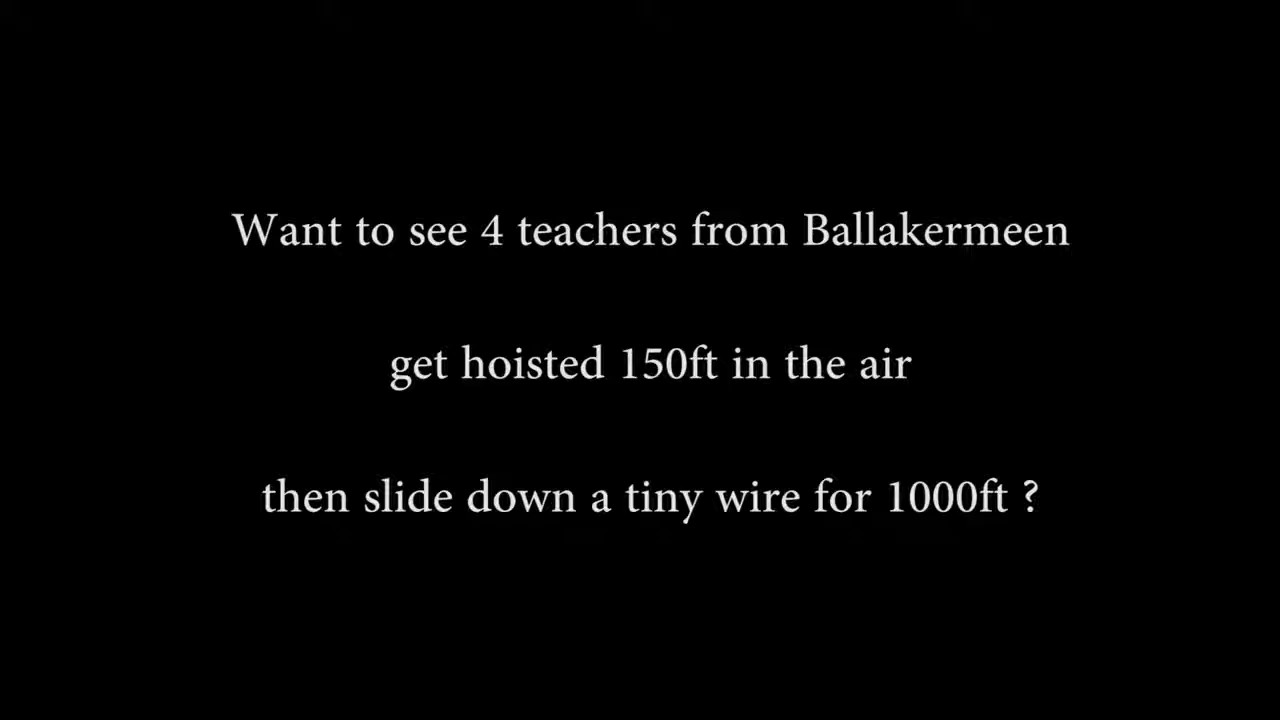 Want to see 4 teachers from Ballakermeen
get hoisted 150ft in the air
then slide down a tiny wire for 1000ft ?